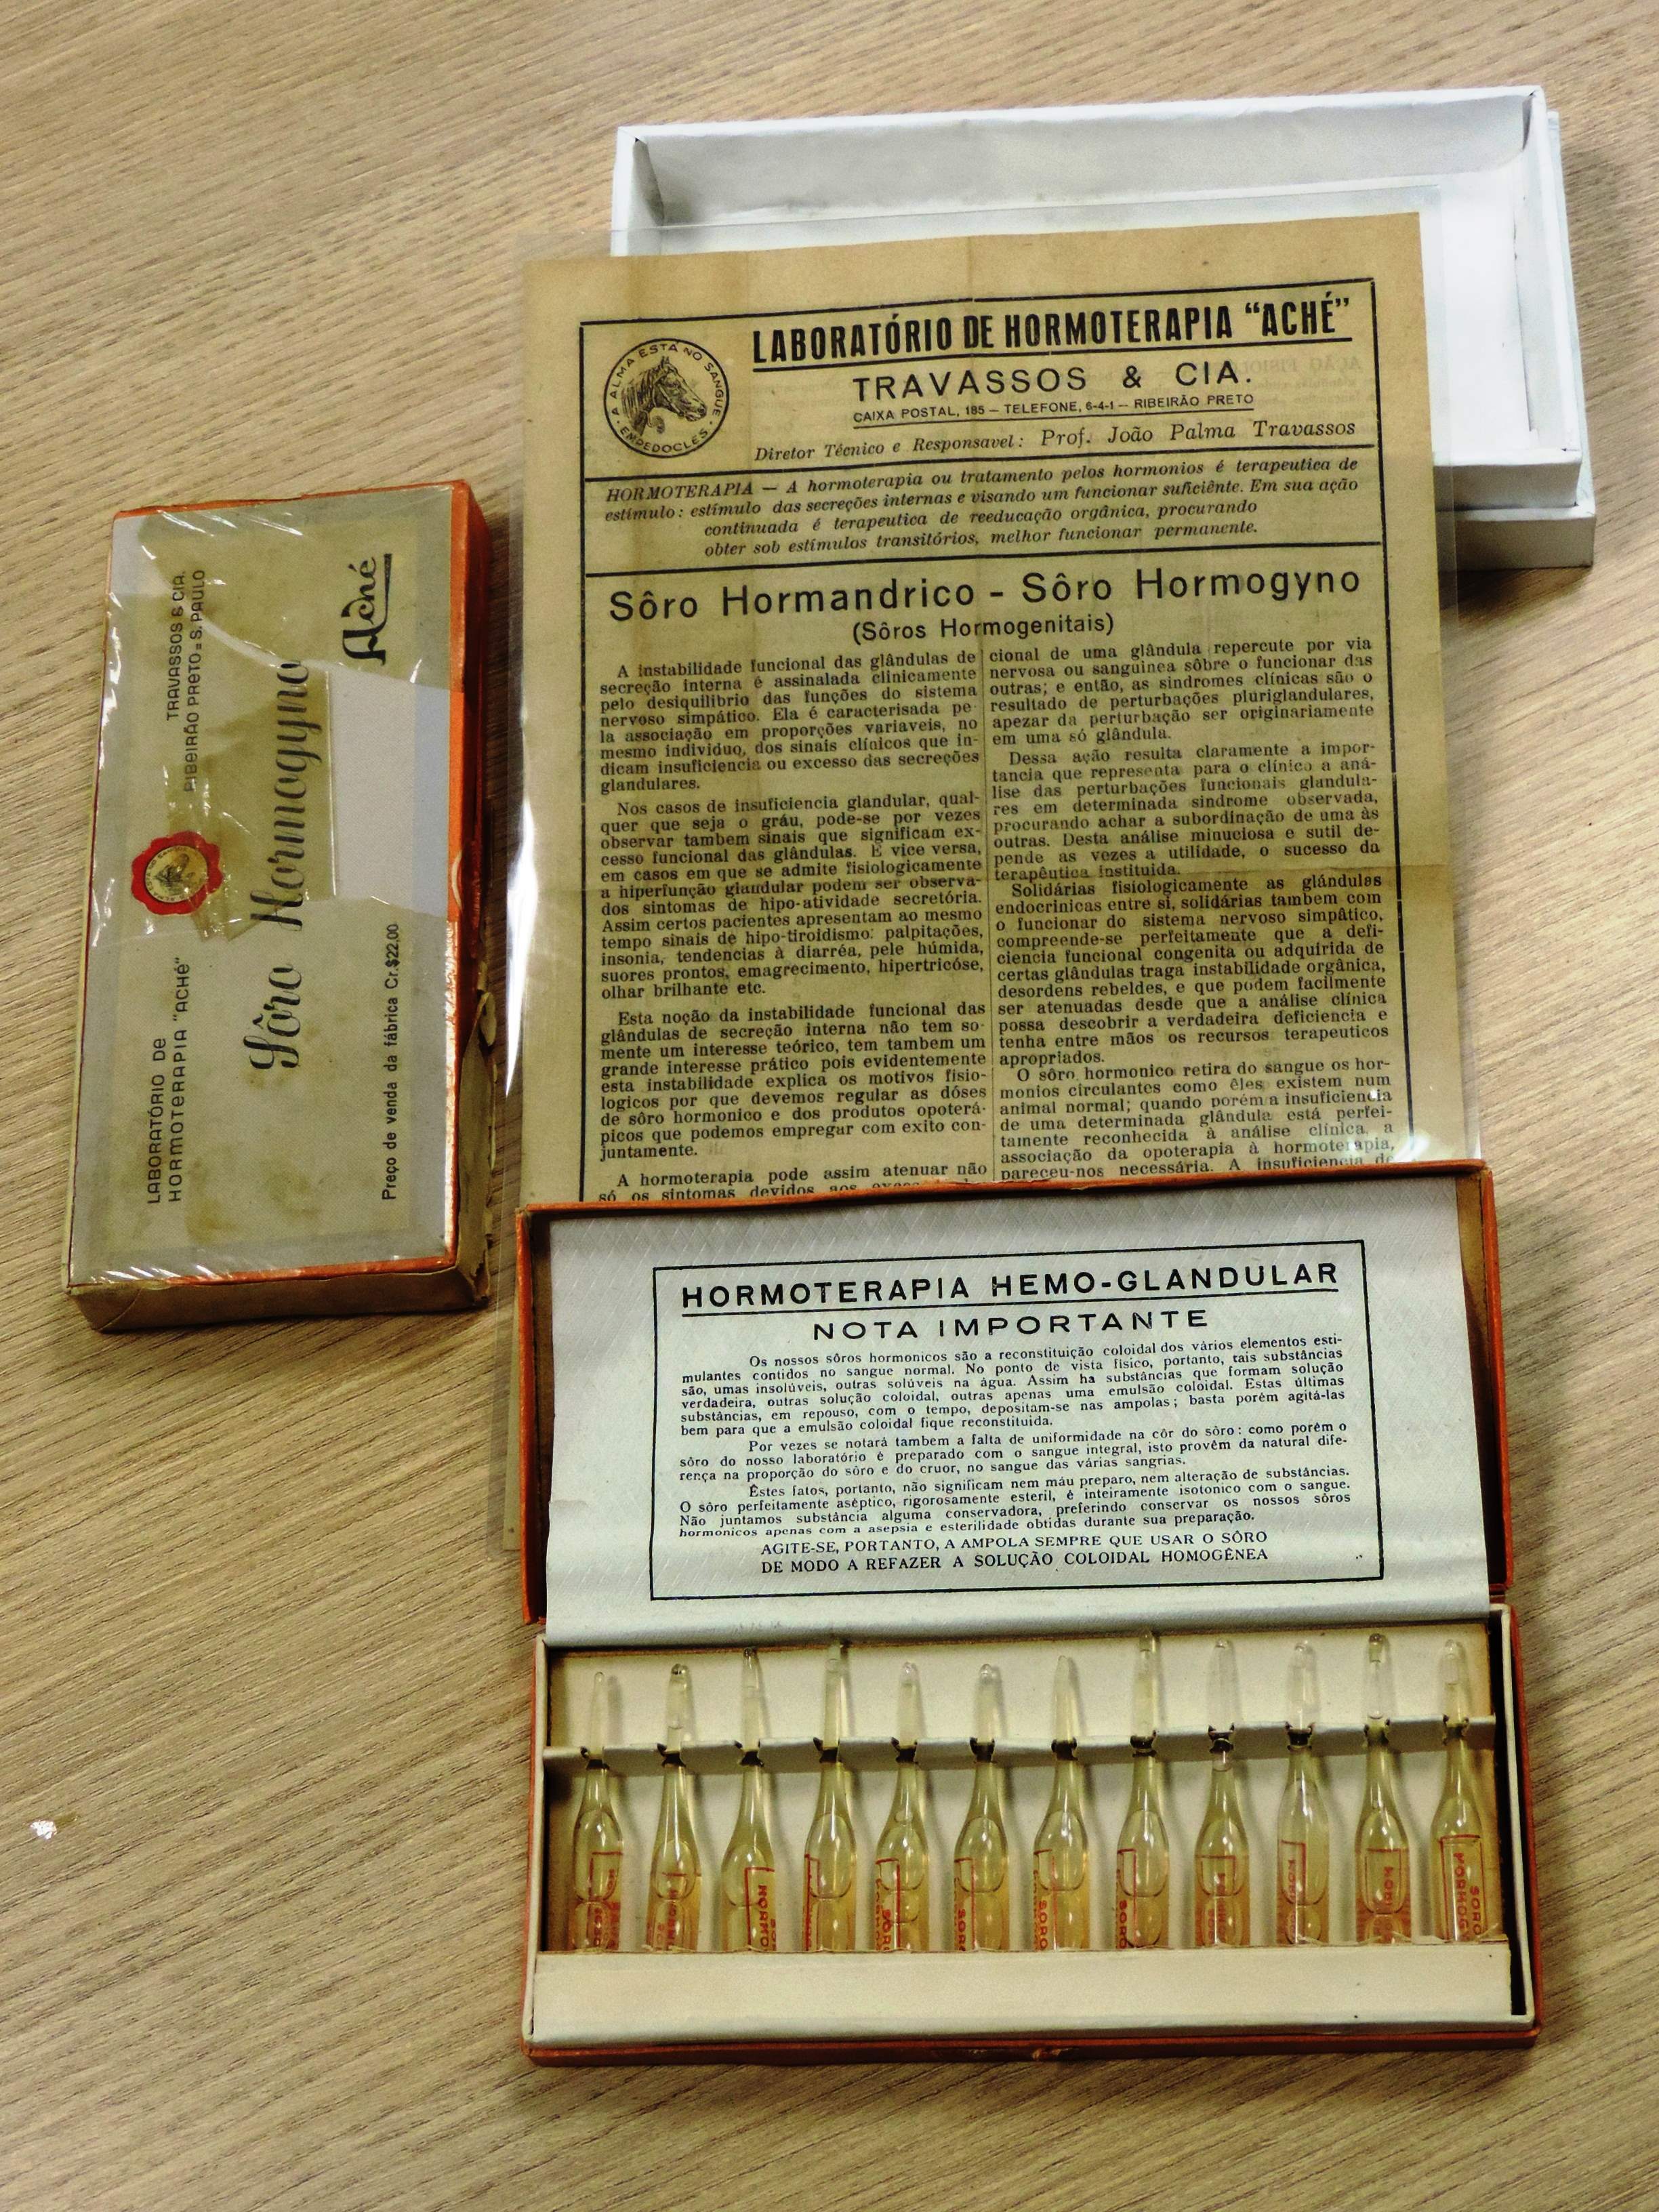 LABORATÓRIO DE HORMOTERAPIA “ACHÉ”
TRAVASSOS & CIA.
CAIXA POSTAL, 185 – TELEFONE, 6-4-1 – RIBEIRÃO PRETO
Diretor Técnico e Responsavel: Prof. João Palma Travassos
A ALMA ESTA NO SANGUE
EMPEDOCLES
HORMOTERAPIA — A hormoterapia ou tratamento pelos hormonios é terapeutica de
estímulo: estímulo das secreções internas e visando um funcionar suficiênte. Em sua ação
continuada é terapeutica de reeducação orgânica, procurando
obter sob estímulos transitórios, melhor funcionar permanente.
Sôro Hormandrico - Sôro Hormogyno
(Sôros Hormogenitais)
A instabilidade funcional das glândulas de
secreção interna é assinalada clinicamente
pelo desiquilibrio das funções do sistema
nervoso simpático. Ela é caracterisada pe-
la associação em proporções variaveis, no
mesmo individuo, dos sinais clínicos que in-
dicam insuficiencia ou excesso das secreções
glandulares.
Nos casos de insuficiencia glandular, qual-
quer que seja o gráu, pode-se por vezes
observar tambem sinais que significam ex-
cesso funcional das glândulas. E vice versa,
em casos em que se admite fisiologicamente
a hiperfunção glandular podem ser observa-
dos sintomas de hipo-atividade secretória.
Assim certos pacientes apresentam ao mesmo
tempo sinais de hipo-tiroidismo: palpitações,
insonia, tendencias à diarréa, pele húmida,
suores prontos, emagrecimento, hipertricóse,
olhar brilhante etc.
Esta noção da instabilidade funcional das
glândulas de secreção interna não tem so-
mente um interesse teórico, tem tambem um
grande interesse prático pois evidentemente
esta instabilidade explica os motivos fisio-
logicos por que devemos regular as dóses
de sôro hormonico e dos produtos opoterá-
picos que podemos empregar com exito con-
juntamente.
A hormoterapia pode assim atenuar não
só os sintomas devidos aos
cional de uma glândula repercute por via
nervosa ou sanguinea sôbre o funcionar das
outras; e então, as sindromes clínicas são o
resultado de perturbações pluriglandulares,
apezar da perturbação ser originariamente
em uma só glândula.
Dessa ação resulta claramente a impor-
tancia que representa para o clínico a aná-
lise das perturbações funcionais glandula-
res em determinada sindrome observada,
procurando achar a subordinação de uma às
outras. Desta análise minuciosa e sutil de-
pende as vezes a utilidade, o sucesso da
terapêutica instituida.
Solidárias fisiologicamente as glândulas
endocrinicas entre si, solidárias tambem com
o funcionar do sistema nervoso simpático,
compreende-se perfeitamente que a defi-
ciencia funcional congenita ou adquirida de
certas glândulas traga instabilidade orgânica,
desordens rebeldes, e que podem facilmente
ser atenuadas desde que a análise clínica
possa descobrir a verdadeira deficiencia e
tenha entre mãos os recursos terapeuticos
apropriados.
O sôro hormonico retira do sangue os hor-
monios circulantes como êles existem num
animal normal; quando porém a insuficiencia
de uma determinada glândula está perfei-
tamente reconhecida à análise clínica, a
associação da opoterapia à hormoterapia,
pareceu-nos necessária. A insuficiencia de
LABORATÓRIO DE
HORMOTERAPIA "ACHÉ"
TRAVASSOS & CIA.
RIBEIRÃO PRETO = S. PAULO
Sôro Hormogyno
Preço de venda da fábrica Cr.$22,00
Aché
HORMOTERAPIA HEMO-GLANDULAR
NOTA IMPORTANTE
Os nossos sôros hormonicos são a reconstituição coloidal dos vários elementos esti-
mulantes contidos no sangue normal. No ponto de vista físico, portanto, tais substâncias
são, umas insolúveis, outras solúveis na água. Assim ha substâncias que formam solução
verdadeira, outras solução coloidal, outras apenas uma emulsão coloidal. Estas últimas
substâncias, em repouso, com o tempo, depositam-se nas ampolas; basta porém agitá-las
bem para que a emulsão coloidal fique reconstituida.
Por vezes se notará tambem a falta de uniformidade na côr do sôro: como porém o
sôro do nosso laboratório é preparado com o sangue integral, isto provêm da natural dife-
rença na proporção do sôro e do cruor, no sangue das várias sangrias.
Êstes fatos, portanto, não significam nem máu preparo, nem alteração de substâncias.
O sôro perfeitamente aséptico, rigorosamente esteril, é inteiramente isotonico com o sangue.
Não juntamos substância alguma conservadora, preferindo conservar os nossos sôros
hormonicos apenas com a asepsia e esterilidade obtidas durante sua preparação.
AGITE-SE, PORTANTO, A AMPOLA SEMPRE QUE USAR O SÔRO
DE MODO A REFAZER A SOLUÇÃO COLOIDAL HOMOGÊNEA
HORMO
SORO
SORO
SORO
SORO
SORO
HORMOG